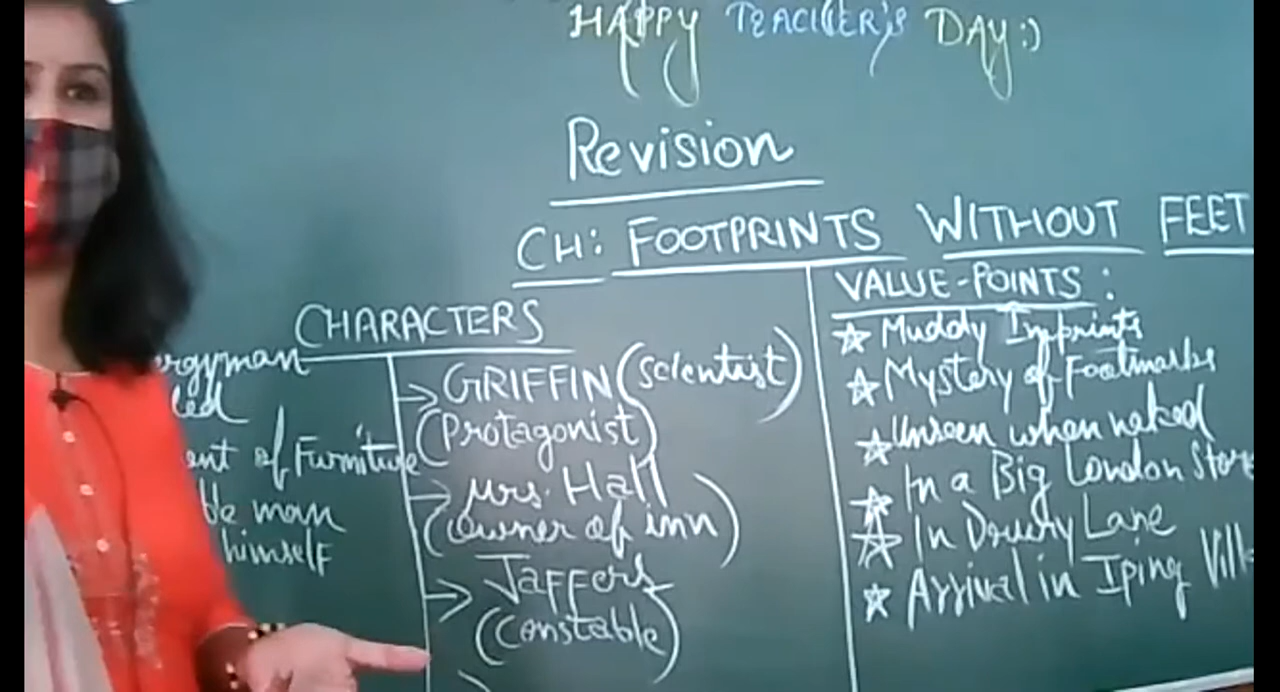 HAPPY TEACHER'S DAY:)
Revision
CH: FOOTPRINTS WITHOUT FEET
CHARACTERS
→ GRIFFIN (Scientist)
(Protagonist)
→ Mrs. Hall
(Owner of inn)
→ JAFFERS
(Constable)
VALUE-POINTS :
☆ Muddy Imprints
☆ Mystery of Footmarks
☆ Unseen when naked
☆ In a Big London Store
☆ In Drury Lane
☆ Arrival in Iping
of Furniture
man
himself